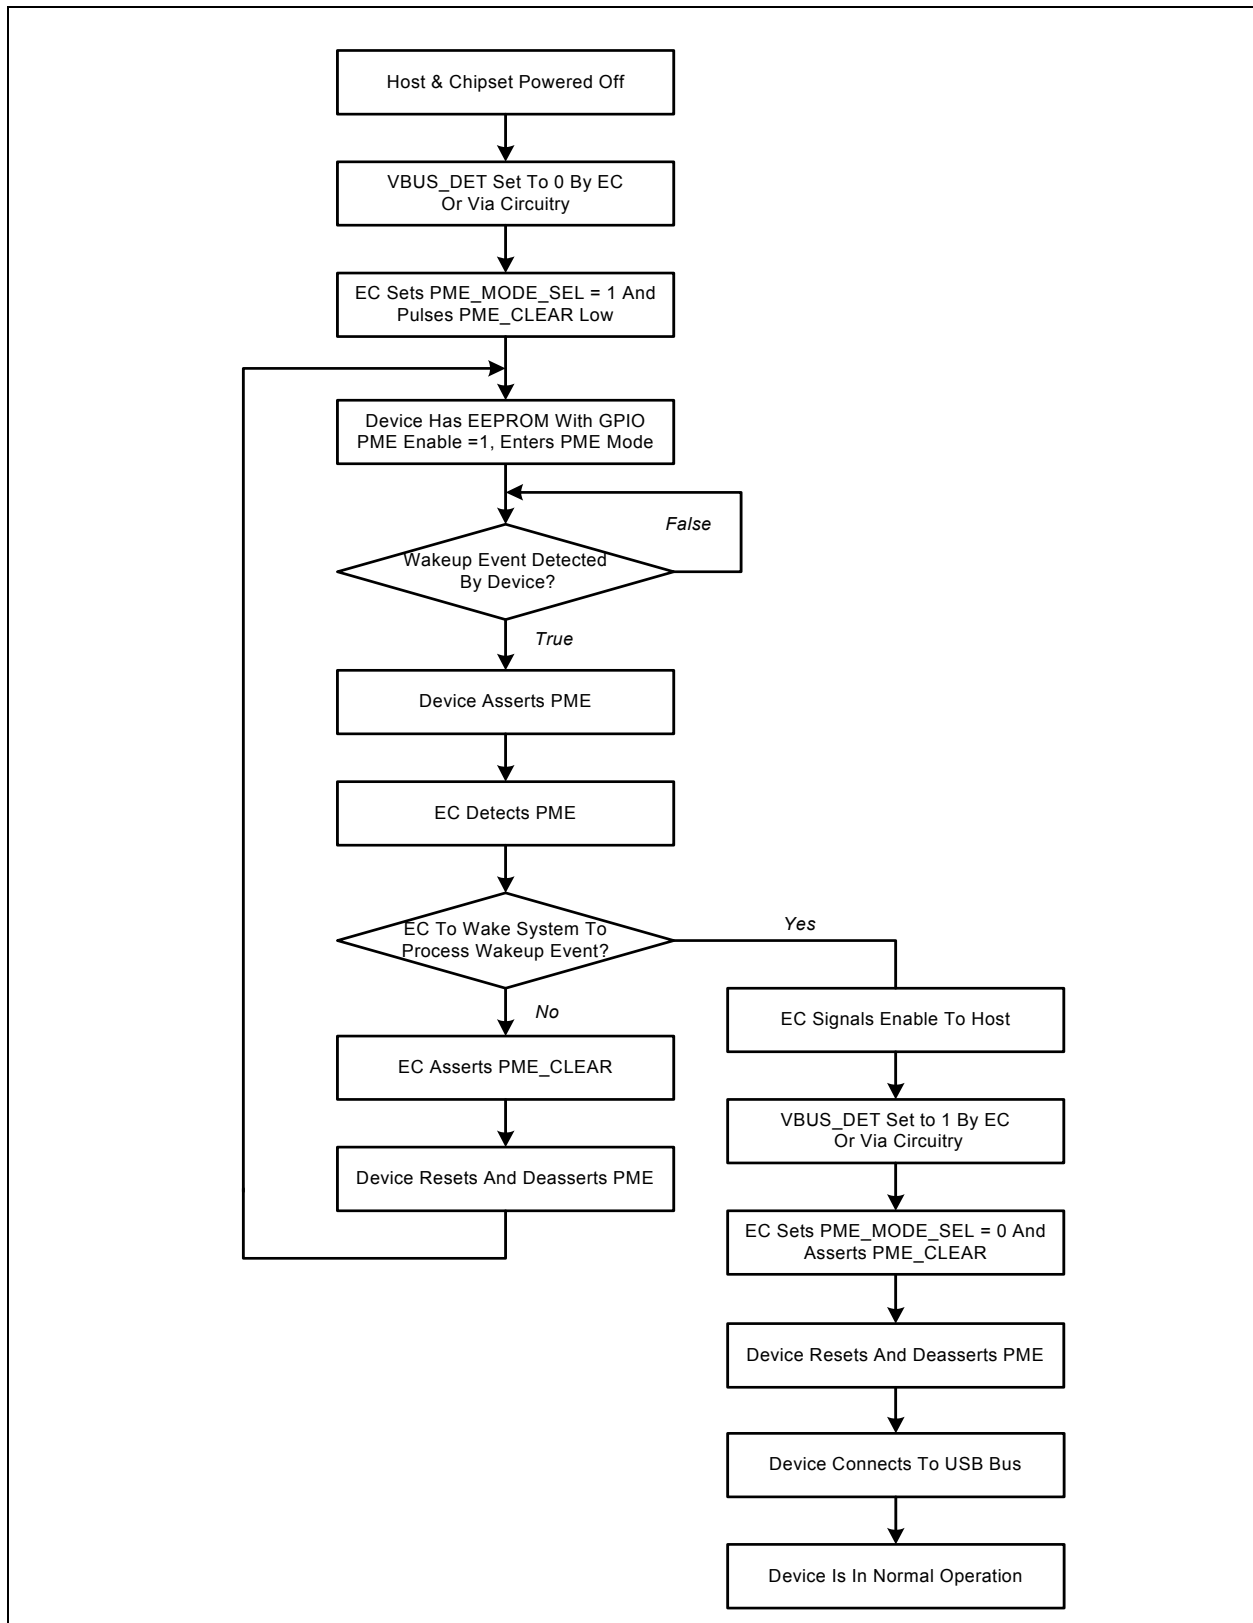 Host & Chipset Powered Off
VBUS_DET Set To 0 By EC
Or Via Circuitry
EC Sets PME_MODE_SEL = 1 And
Pulses PME_CLEAR Low
Device Has EEPROM With GPIO
PME Enable =1, Enters PME Mode
False
Wakeup Event Detected
By Device?
True
Device Asserts PME
EC Detects PME
EC To Wake System To
Process Wakeup Event?
Yes
No
EC Asserts PME_CLEAR
Device Resets And Deasserts PME
EC Signals Enable To Host
VBUS_DET Set to 1 By EC
Or Via Circuitry
EC Sets PME_MODE_SEL = 0 And
Asserts PME_CLEAR
Device Resets And Deasserts PME
Device Connects To USB Bus
Device Is In Normal Operation